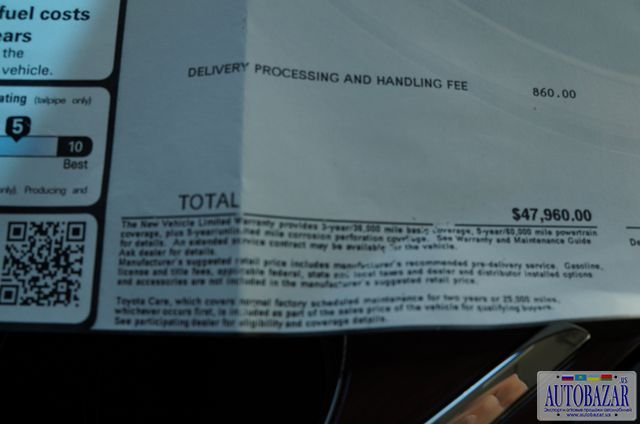 fuel costs
ears
the
vehicle.
ating (tailpipe only)
5
10
Best
only). Producing and
DELIVERY PROCESSING AND HANDLING FEE 860.00
TOTAL $47,960.00
The New Vehicle Limited Warranty provides 3-year/36,000 mile basic coverage, 5-year/60,000 mile powertrain
coverage, plus 5-year/unlimited mile corrosion perforation coverage. See Warranty and Maintenance Guide
for details. An extended service contract may be available for the vehicle.
Ask dealer for details.
Manufacturer's suggested retail price includes manufacturer's recommended pre-delivery service. Gasoline,
license and title fees, applicable federal, state and local taxes and dealer and distributor installed options
and accessories are not included in the manufacturer's suggested retail price.
Toyota Care, which covers normal factory scheduled maintenance for two years or 25,000 miles,
whichever occurs first, is included as part of the sales price of the vehicle for qualifying buyers.
See participating dealer for eligibility and coverage details.
De
AUTOBAZAR.us